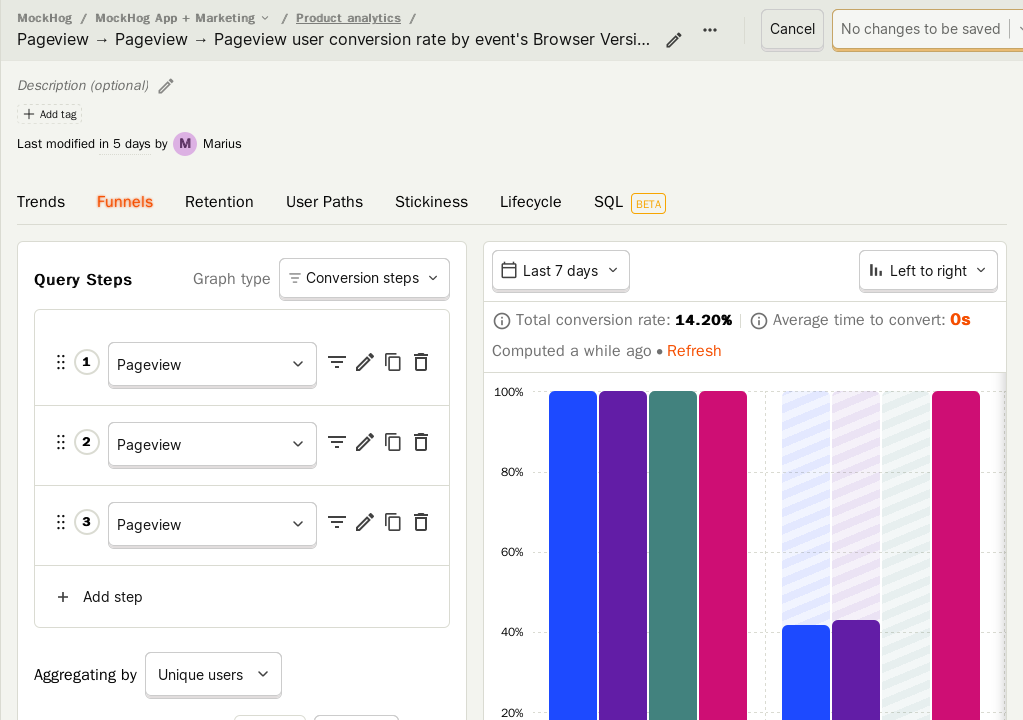 MockHog / MockHog App + Marketing / Product analytics /
Pageview → Pageview → Pageview user conversion rate by event's Browser Versi...
Cancel
No changes to be saved
Description (optional)
+ Add tag
Last modified in 5 days by M Marius
Trends Funnels Retention User Paths Stickiness Lifecycle SQL BETA
Query Steps Graph type Conversion steps
1 Pageview
2 Pageview
3 Pageview
+ Add step
Aggregating by Unique users
Last 7 days Left to right
Total conversion rate: 14.20% Average time to convert: 0s
Computed a while ago • Refresh
100%
80%
60%
40%
20%